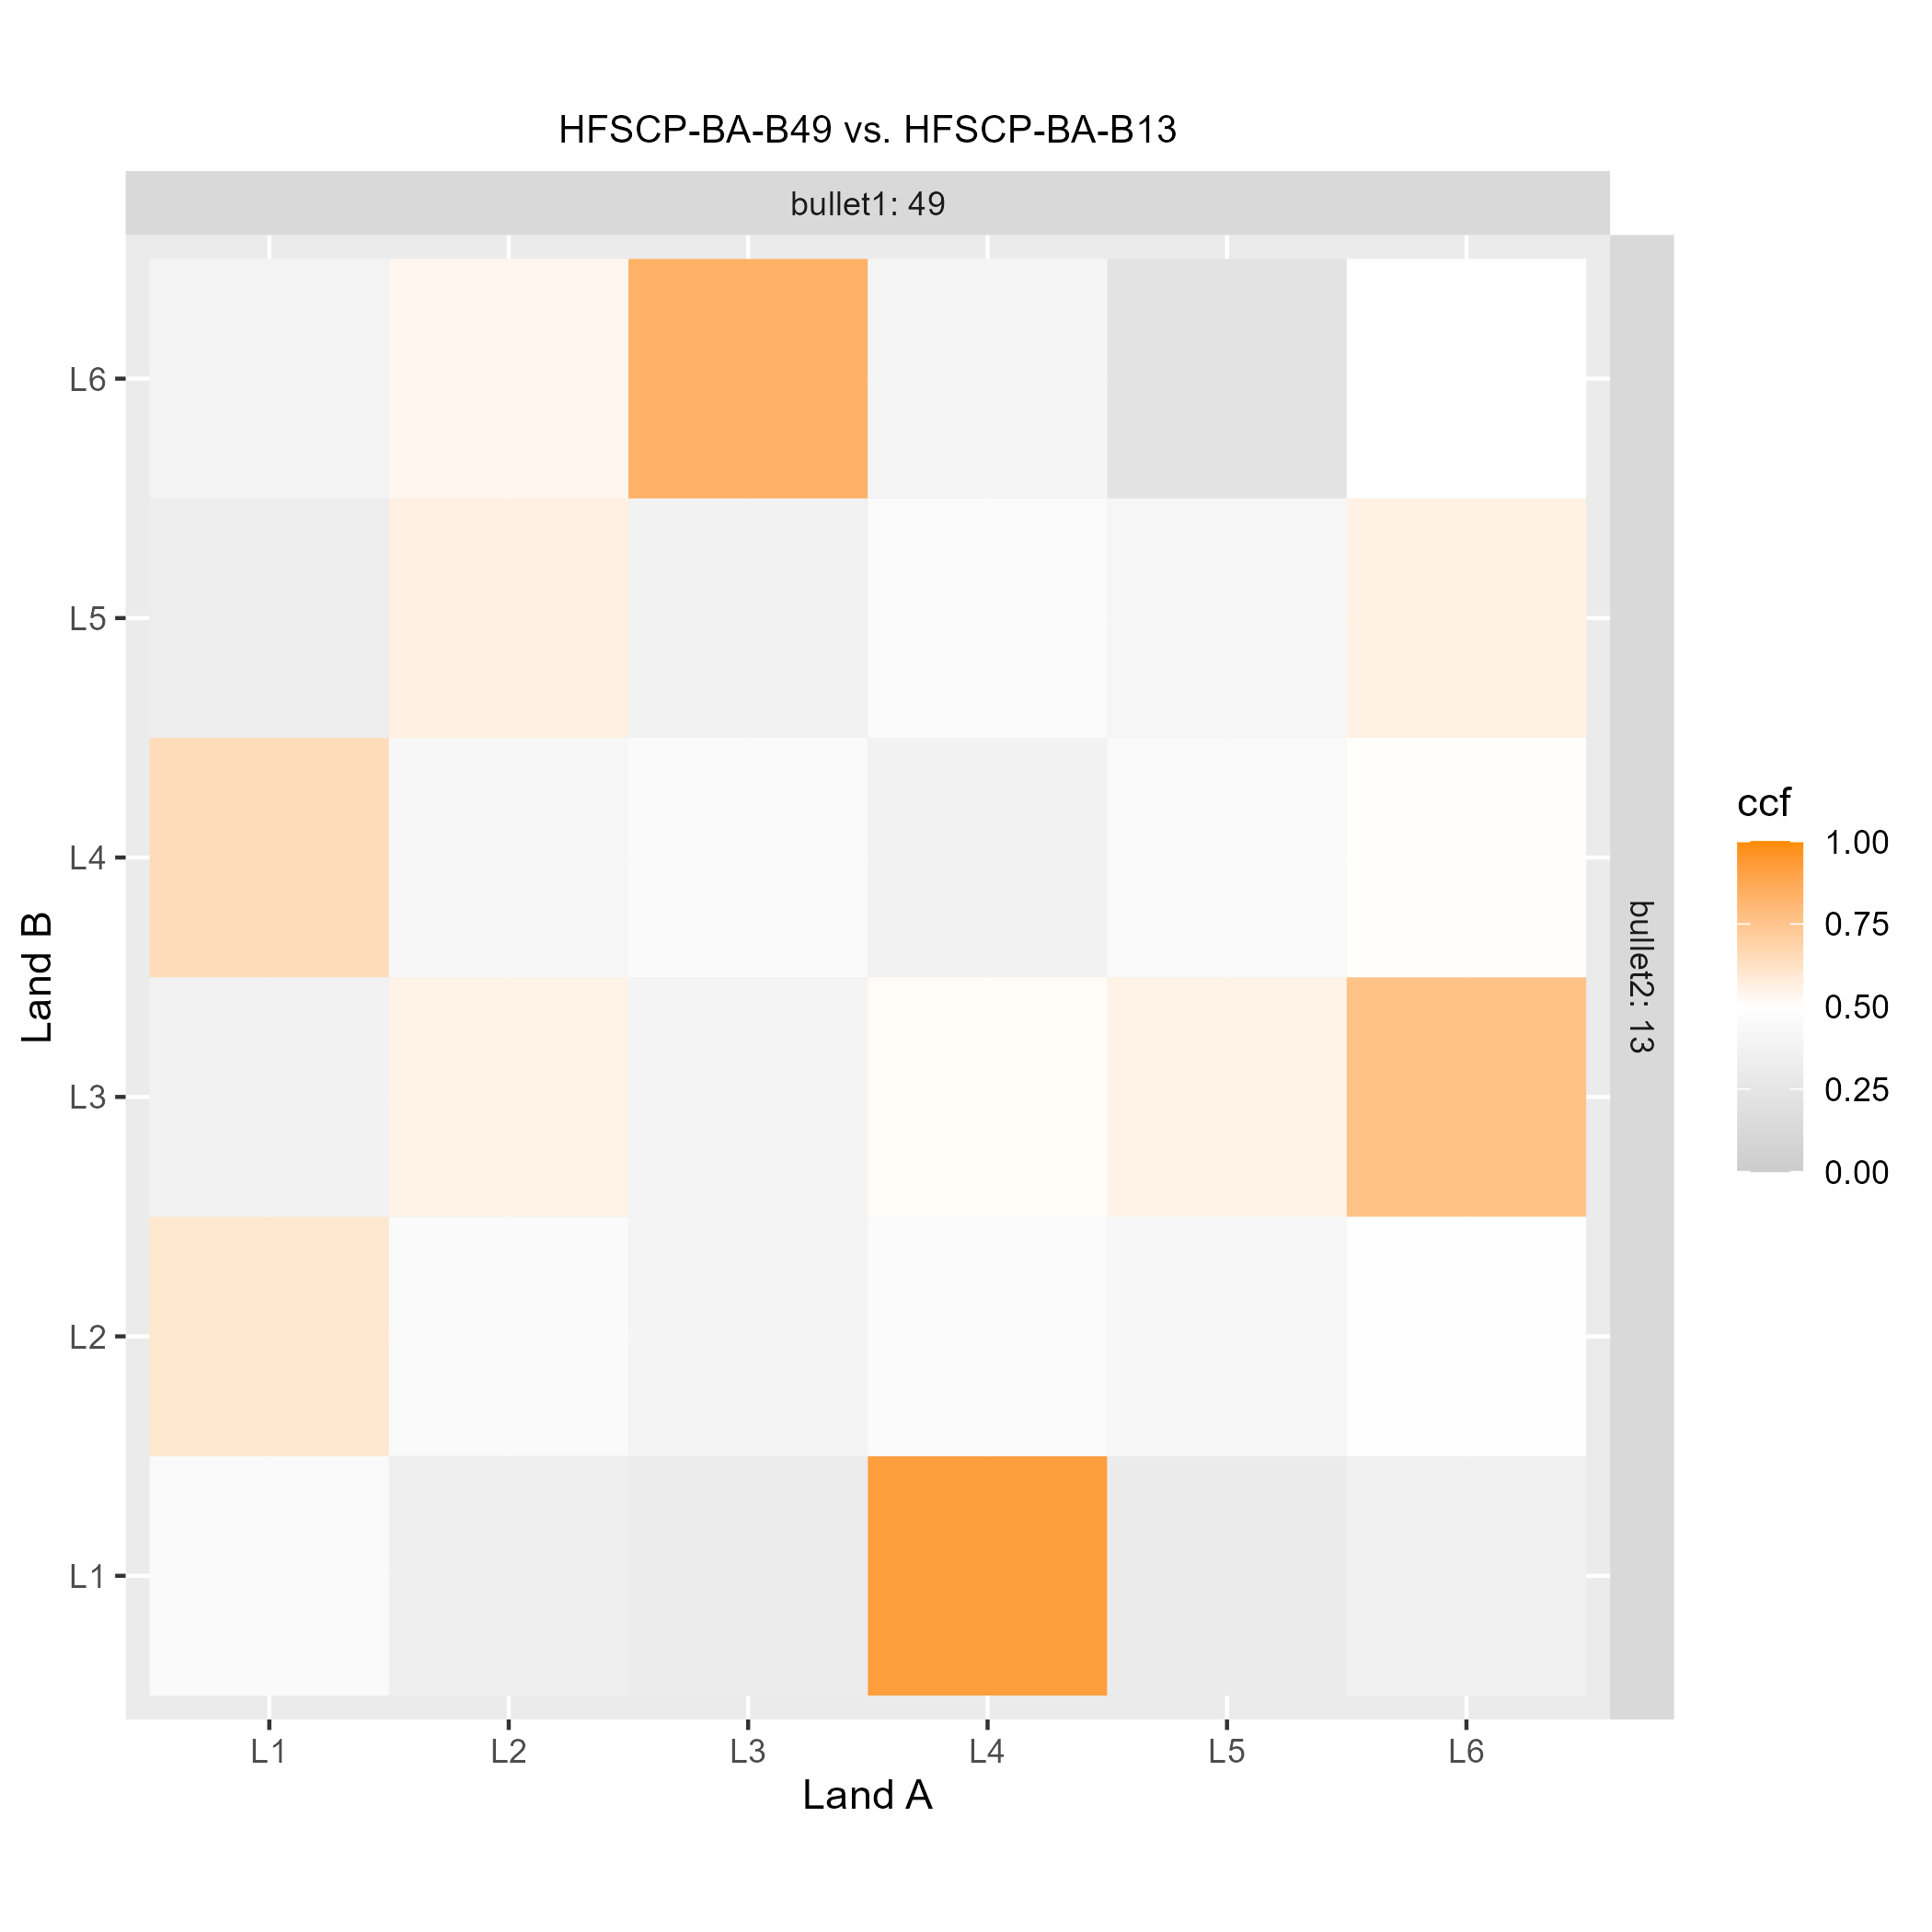 HFSCP-BA-B49 vs. HFSCP-BA-B13
bullet1: 49
L6
L5
L4
L3
L2
L1
Land B
bullet2: 13
L1 L2 L3 L4 L5 L6
Land A
ccf
1.00
0.75
0.50
0.25
0.00